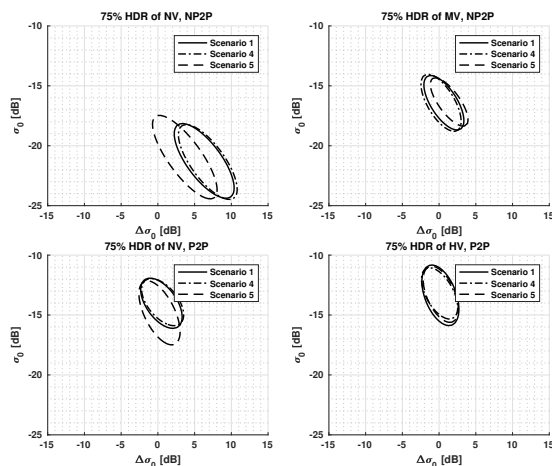 75% HDR of NV, NP2P
-10
-15
-20
-25
σ0 [dB]
Scenario 1
Scenario 4
Scenario 5
-15 -10 -5 0 5 10 15
Δσ0 [dB]
75% HDR of MV, NP2P
-10
-15
-20
-25
σ0 [dB]
Scenario 1
Scenario 4
Scenario 5
-15 -10 -5 0 5 10 15
Δσ0 [dB]
75% HDR of NV, P2P
-10
-15
-20
-25
σ0 [dB]
Scenario 1
Scenario 4
Scenario 5
-15 -10 -5 0 5 10 15
Δσ0 [dB]
75% HDR of HV, P2P
-10
-15
-20
-25
σ0 [dB]
Scenario 1
Scenario 4
Scenario 5
-15 -10 -5 0 5 10 15
Δσ0 [dB]